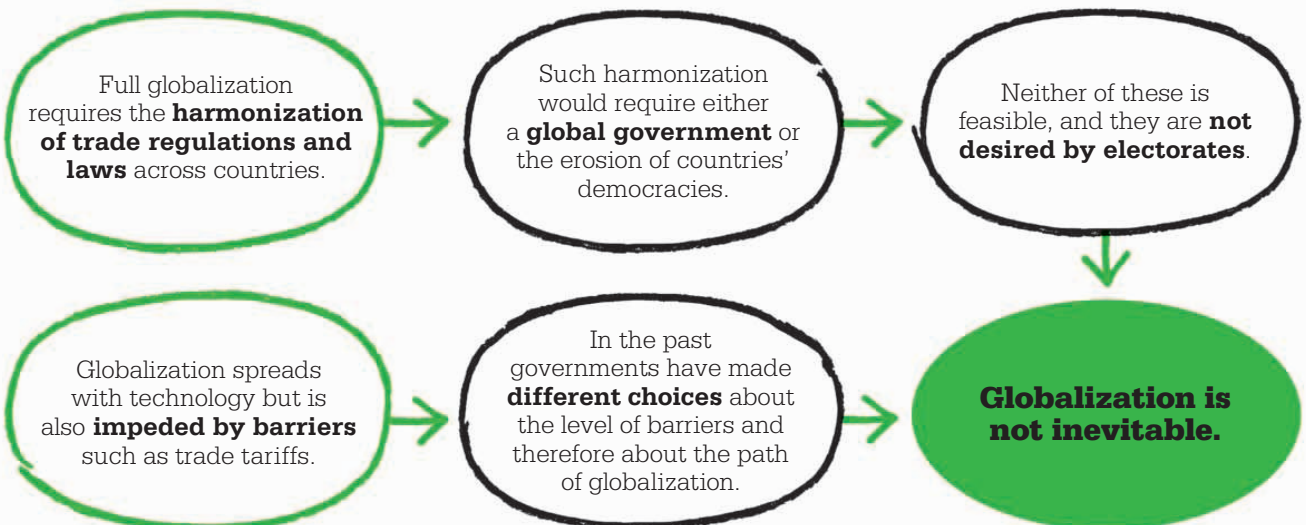 Full globalization
requires the harmonization
of trade regulations and
laws across countries.
Such harmonization
would require either
a global government or
the erosion of countries’
democracies.
Neither of these is
feasible, and they are not
desired by electorates.
Globalization spreads
with technology but is
also impeded by barriers
such as trade tariffs.
In the past
governments have made
different choices about
the level of barriers and
therefore about the path
of globalization.
Globalization is
not inevitable.